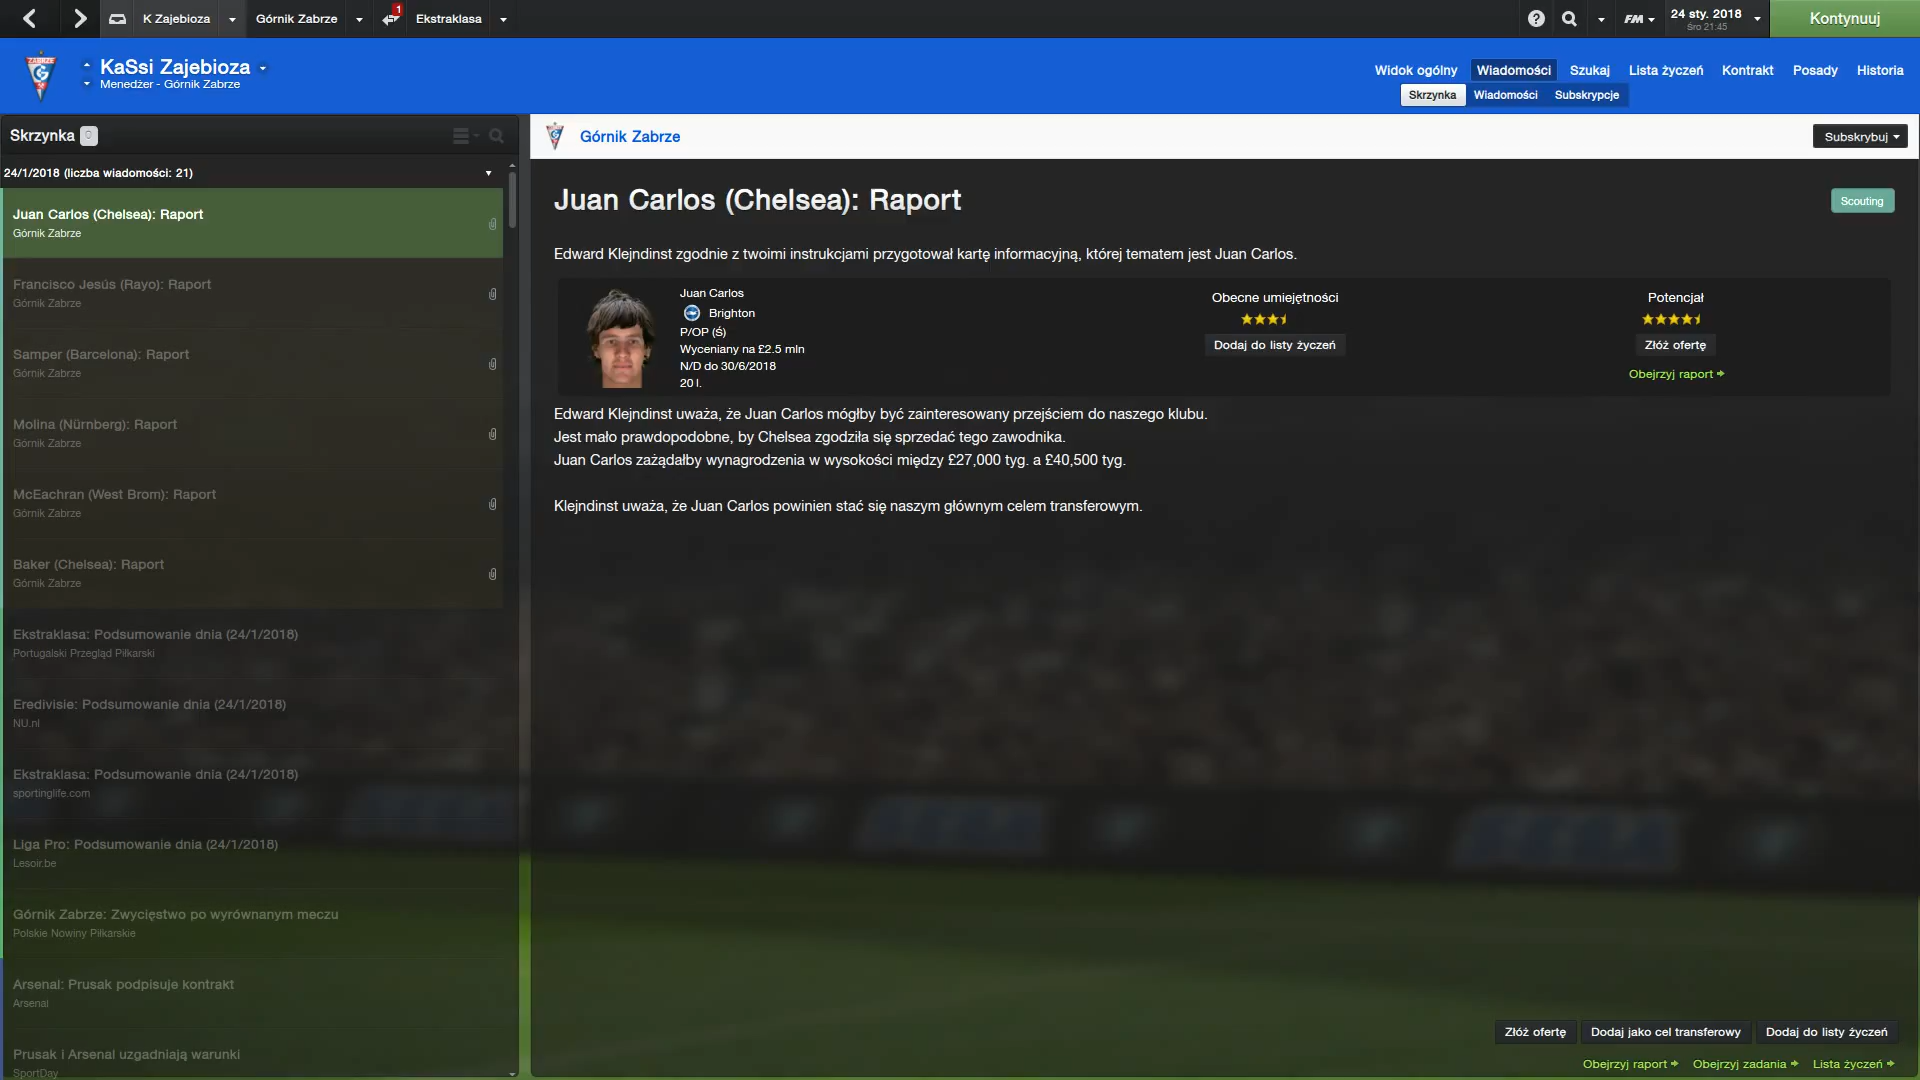 K Zajebioza
Górnik Zabrze
1
Ekstraklasa
FM
24 sty. 2018
Śro 21:45
Kontynuuj
KaSsi Zajebioza
Menedżer - Górnik Zabrze
Widok ogólny
Wiadomości
Szukaj
Lista życzeń
Kontrakt
Posady
Historia
Skrzynka
Wiadomości
Subskrypcje
Skrzynka 0
24/1/2018 (liczba wiadomości: 21)
Juan Carlos (Chelsea): Raport
Górnik Zabrze
Francisco Jesús (Rayo): Raport
Górnik Zabrze
Samper (Barcelona): Raport
Górnik Zabrze
Molina (Nürnberg): Raport
Górnik Zabrze
McEachran (West Brom): Raport
Górnik Zabrze
Baker (Chelsea): Raport
Górnik Zabrze
Ekstraklasa: Podsumowanie dnia (24/1/2018)
Portugalski Przegląd Piłkarski
Eredivisie: Podsumowanie dnia (24/1/2018)
NU.nl
Ekstraklasa: Podsumowanie dnia (24/1/2018)
sportinglife.com
Liga Pro: Podsumowanie dnia (24/1/2018)
Lesoir.be
Górnik Zabrze: Zwycięstwo po wyrównanym meczu
Polskie Nowiny Piłkarskie
Arsenal: Prusak podpisuje kontrakt
Arsenal
Prusak i Arsenal uzgadniają warunki
SportDay
Górnik Zabrze
Subskrybuj
Juan Carlos (Chelsea): Raport
Scouting
Edward Klejndinst zgodnie z twoimi instrukcjami przygotował kartę informacyjną, której tematem jest Juan Carlos.
Juan Carlos
Brighton
P/OP (Ś)
Wyceniany na £2.5 mln
N/D do 30/6/2018
20 l.
Obecne umiejętności
Dodaj do listy życzeń
Potencjał
Złóż ofertę
Obejrzyj raport
Edward Klejndinst uważa, że Juan Carlos mógłby być zainteresowany przejściem do naszego klubu.
Jest mało prawdopodobne, by Chelsea zgodziła się sprzedać tego zawodnika.
Juan Carlos zażądałby wynagrodzenia w wysokości między £27,000 tyg. a £40,500 tyg.
Klejndinst uważa, że Juan Carlos powinien stać się naszym głównym celem transferowym.
Złóż ofertę
Dodaj jako cel transferowy
Dodaj do listy życzeń
Obejrzyj raport
Obejrzyj zadania
Lista życzeń